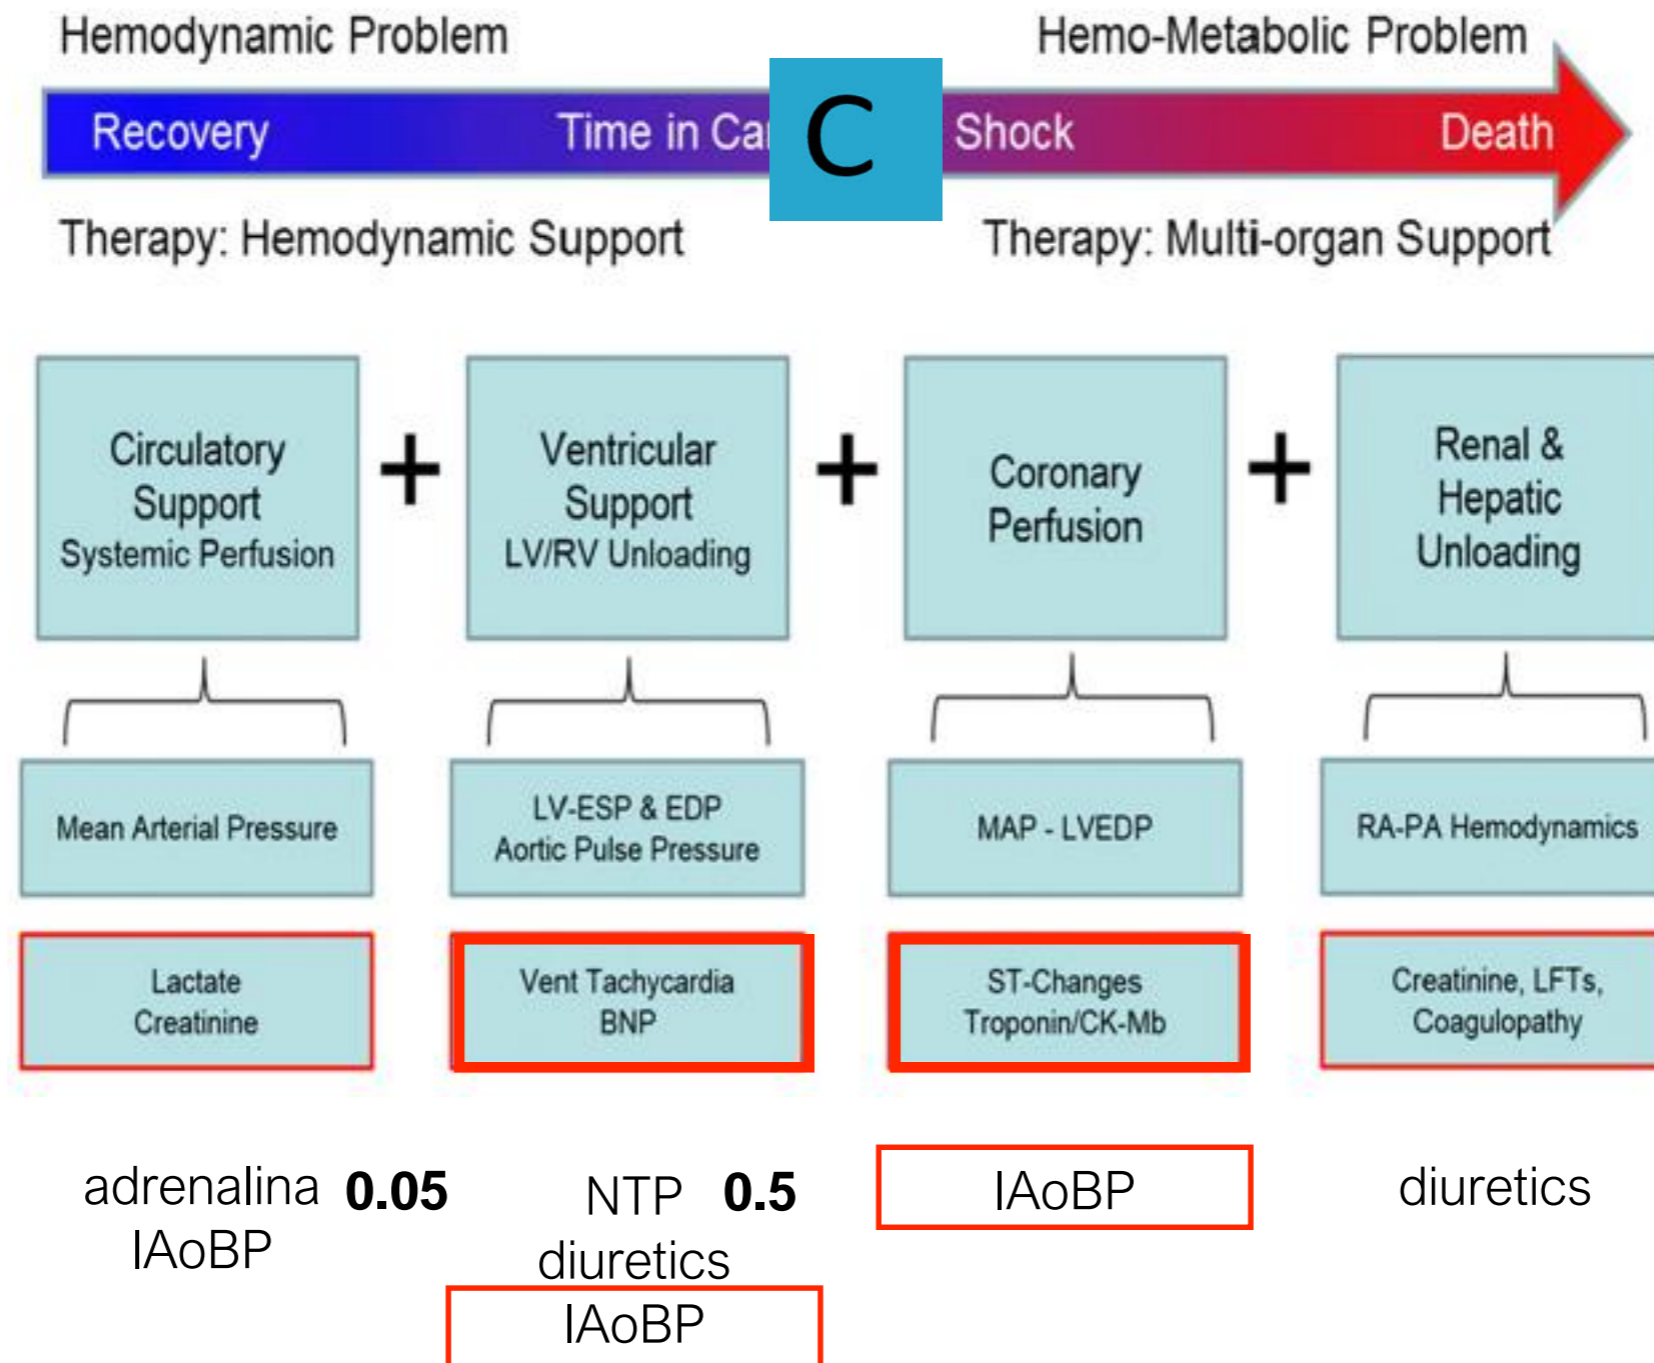 Hemodynamic Problem
Hemo-Metabolic Problem
Recovery
Time in Ca
C
Shock
Death
Therapy: Hemodynamic Support
Therapy: Multi-organ Support
Circulatory
Support
Systemic Perfusion
+
Ventricular
Support
LV/RV Unloading
+
Coronary
Perfusion
+
Renal &
Hepatic
Unloading
Mean Arterial Pressure
LV-ESP & EDP
Aortic Pulse Pressure
MAP - LVEDP
RA-PA Hemodynamics
Lactate
Creatinine
Vent Tachycardia
BNP
ST-Changes
Troponin/CK-Mb
Creatinine, LFTs,
Coagulopathy
adrenalina 0.05
IAoBP
NTP 0.5
diuretics
IAoBP
IAoBP
diuretics